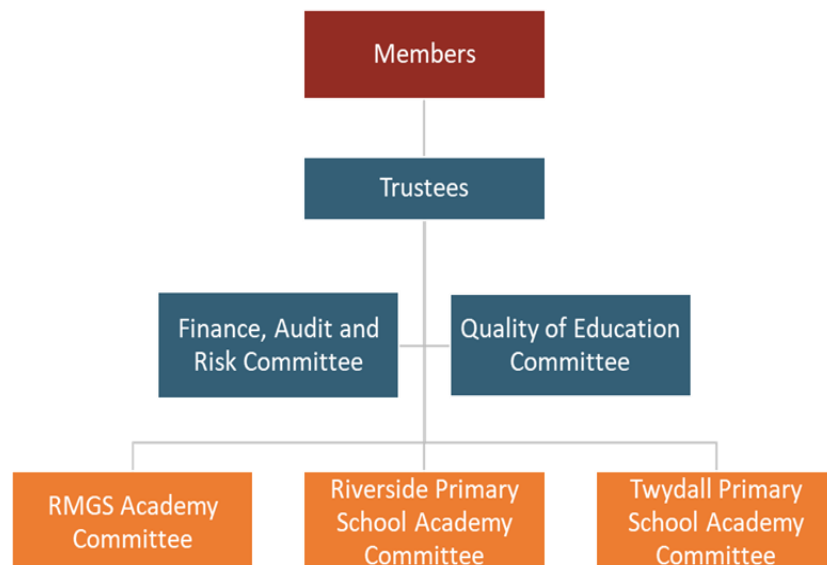 Members
Trustees
Finance, Audit and
Risk Committee
Quality of Education
Committee
RMGS Academy
Committee
Riverside Primary
School Academy
Committee
Twydall Primary
School Academy
Committee